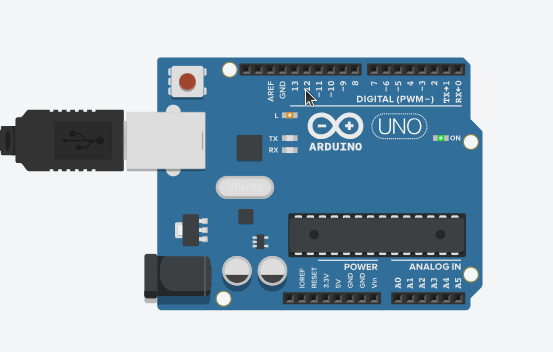 AREF
GND
13
12
~11
~10
~9
8
7
~6
~5
4
~3
2
TX→1
RX←0
DIGITAL (PWM~)
L
TX
RX
ARDUINO
UNO
ON
POWER
ANALOG IN
IOREF
RESET
3.3V
5V
GND
GND
Vin
A0
A1
A2
A3
A4
A5